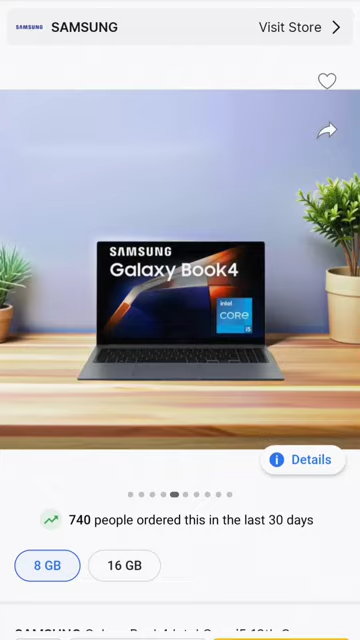 SAMSUNG SAMSUNG Visit Store
SAMSUNG
Galaxy Book4
intel
CORE
i5
Details
740 people ordered this in the last 30 days
8 GB 16 GB